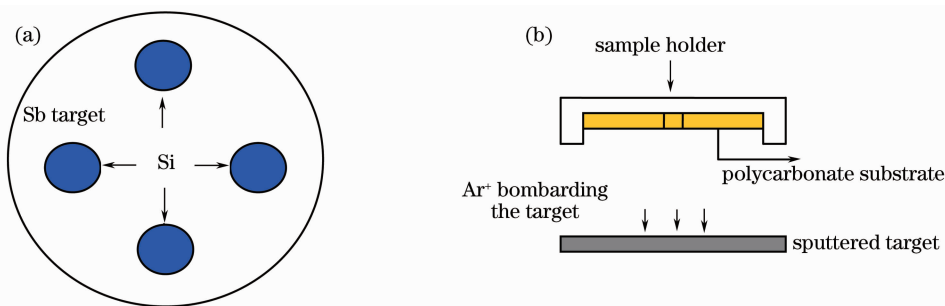 (a)
Sb target
Si
(b)
sample holder
polycarbonate substrate
Ar⁺ bombarding
the target
sputtered target